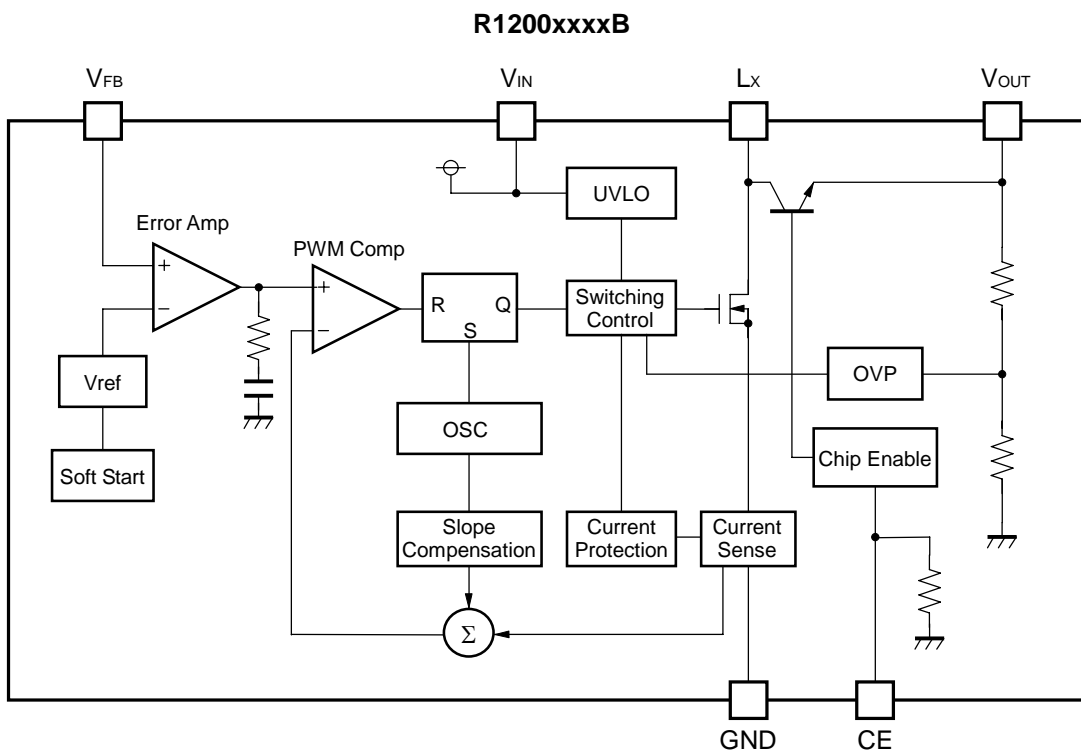 R1200xxxxB
VFB
VIN
LX
VOUT
UVLO
Error Amp
PWM Comp
+
−
+
−
R
Q
S
Switching
Control
Vref
OVP
OSC
Chip Enable
Soft Start
Slope
Compensation
Current
Protection
Current
Sense
Σ
GND
CE